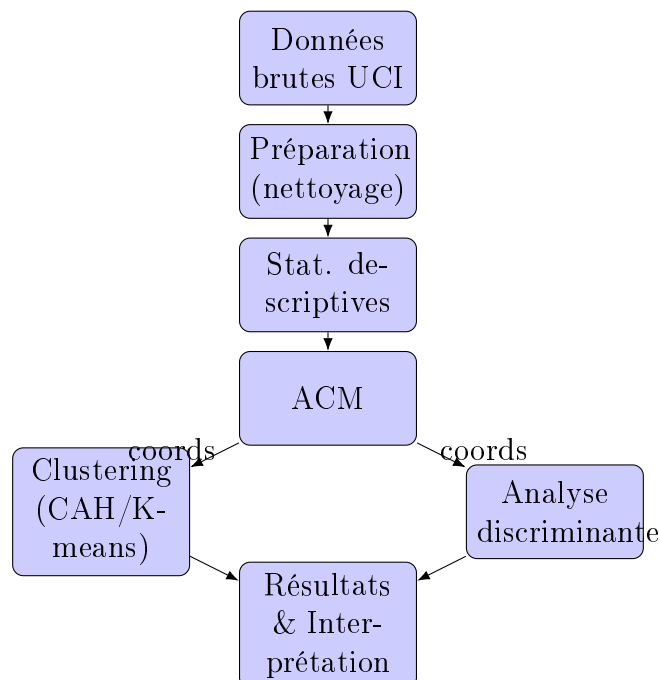 Données
brutes UCI
Préparation
(nettoyage)
Stat. de-
scriptives
ACM
coords
coords
Clustering
(CAH/K-
means)
Analyse
discriminante
Résultats
& Inter-
prétation